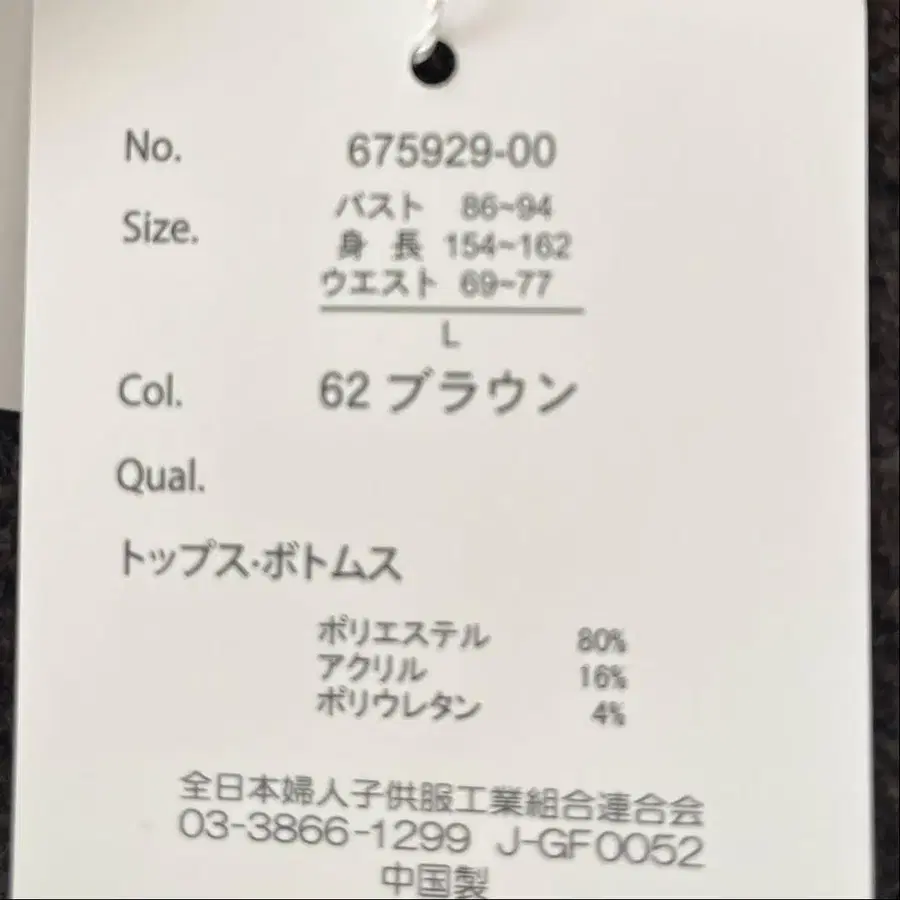 No. 675929-00
Size. バスト 86~94
身長 154~162
ウエスト 69~77
L
Col. 62 ブラウン
Qual.
トップス・ボトムス
ポリエステル 80%
アクリル 16%
ポリウレタン 4%
全日本婦人子供服工業組合連合会
03-3866-1299 J-GF0052
中国製